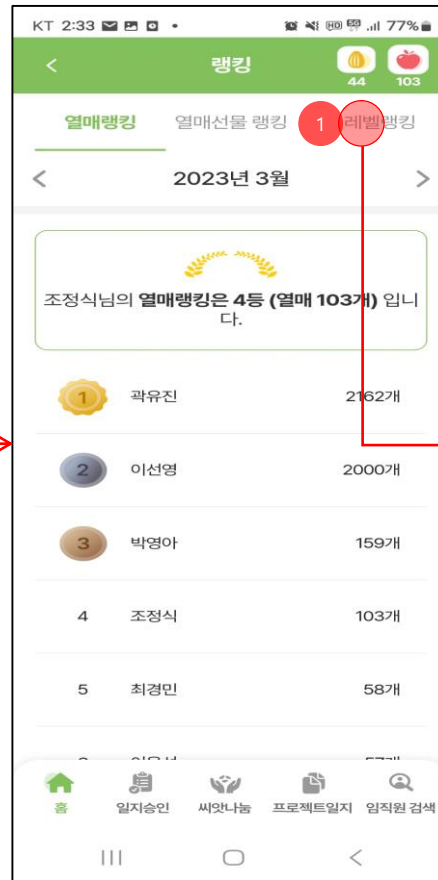 KT 2:33 77%
랭킹
44 103
열매랭킹 열매선물 랭킹 1 레벨랭킹
2023년 3월
조정식님의 열매랭킹은 4등 (열매 103개) 입니
다.
1 곽유진 2162개
2 이선영 2000개
3 박영아 159개
4 조정식 103개
5 최경민 58개
홈 일지승인 씨앗나눔 프로젝트일지 임직원 검색